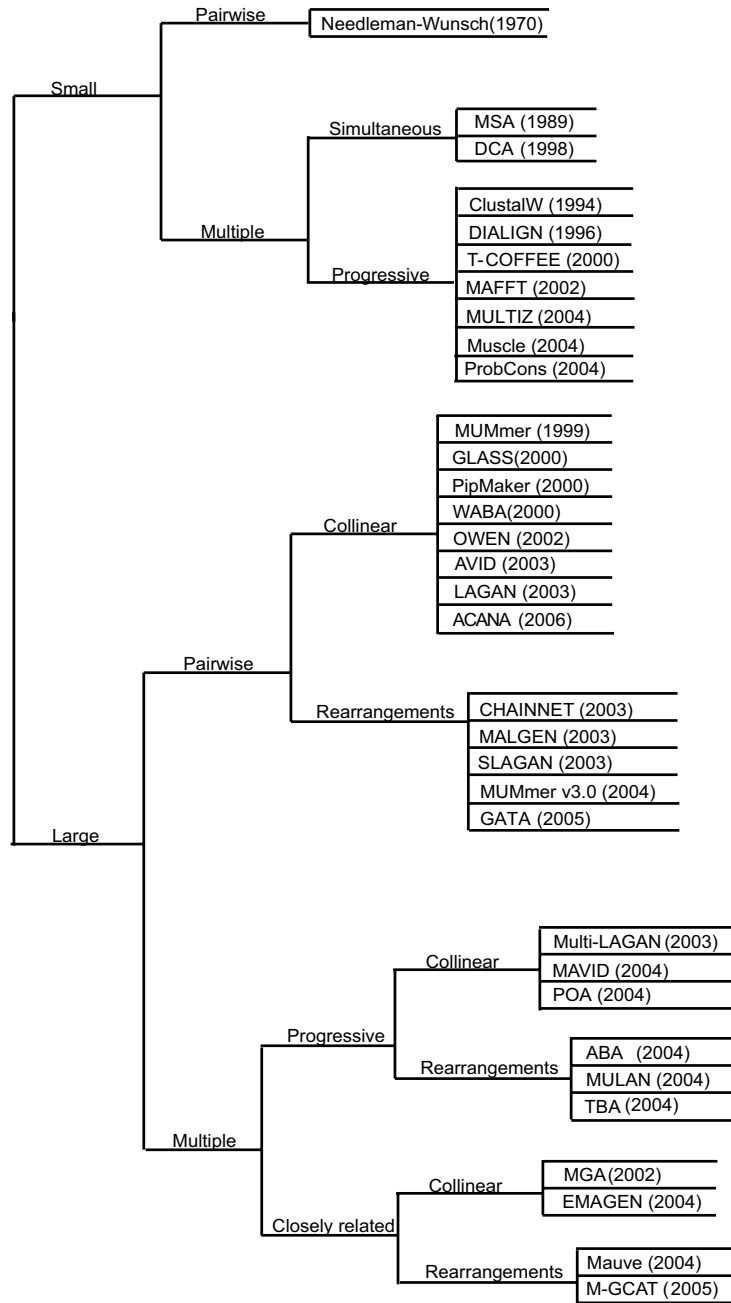 Pairwise
Needleman-Wunsch(1970)
Small
MSA (1989)
Simultaneous
DCA (1998)
ClustalW (1994)
Multiple
DIALIGN (1996)
T-COFFEE (2000)
Progressive
MAFFT (2002)
MULTIZ (2004)
Muscle (2004)
ProbCons (2004)
MUMmer (1999)
GLASS(2000)
PipMaker (2000)
WABA(2000)
Collinear
OWEN (2002)
AVID (2003)
LAGAN (2003)
ACANA (2006)
Pairwise
Rearrangements
CHAINNET (2003)
MALGEN (2003)
SLAGAN (2003)
MUMmer v3.0 (2004)
GATA (2005)
Large
Multi-LAGAN (2003)
Collinear
MAVID (2004)
POA (2004)
Progressive
ABA (2004)
Rearrangements
MULAN (2004)
TBA (2004)
Multiple
MGA(2002)
Collinear
EMAGEN (2004)
Closely related
Mauve (2004)
Rearrangements
M-GCAT (2005)